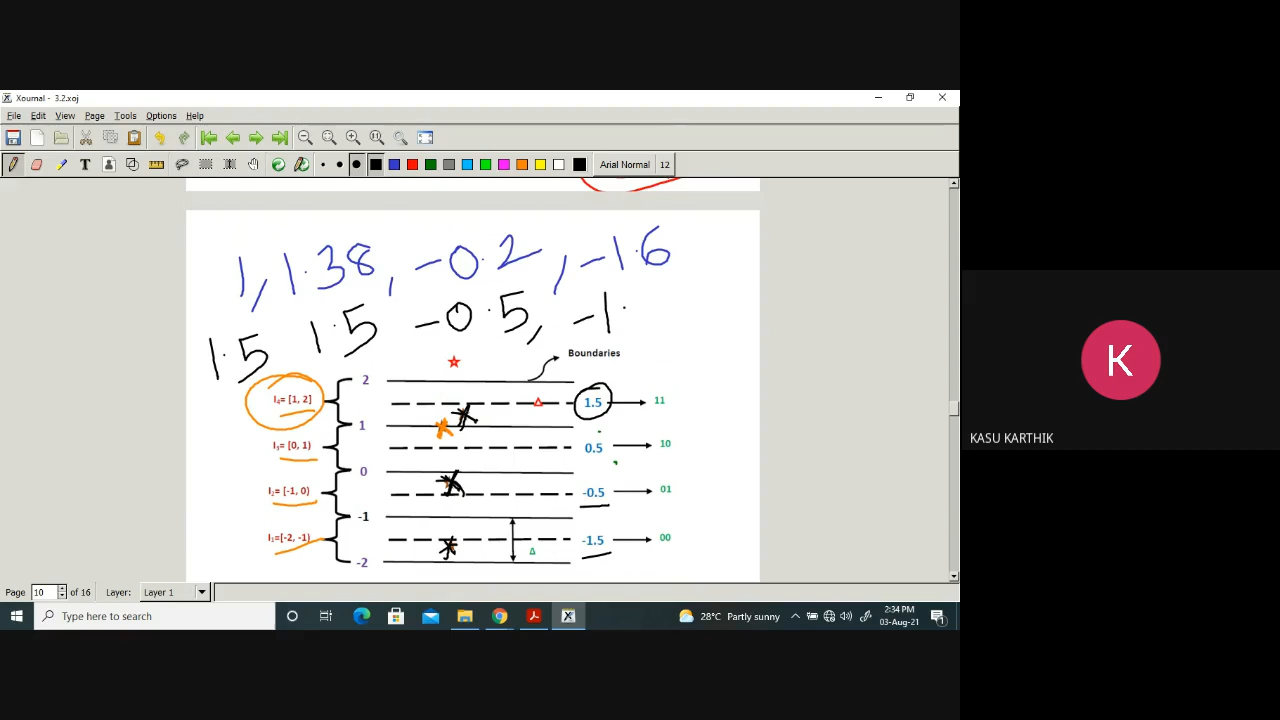 Xournal - 3.2.xoj
File Edit View Page Tools Options Help
Arial Normal 12
1, 1.38, -0.2, -1.6
1.5 1.5 -0.5, -1.
Boundaries
2
I₄= [1, 2] 1.5 11
1
I₃= [0, 1) 0.5 10
0
I₂= [-1, 0) -0.5 01
-1
I₁=[-2, -1) -1.5 00
Δ
-2
KASU KARTHIK
K
Page 10 of 16 Layer: Layer 1
Type here to search
28°C Partly sunny
2:34 PM
03-Aug-21
1